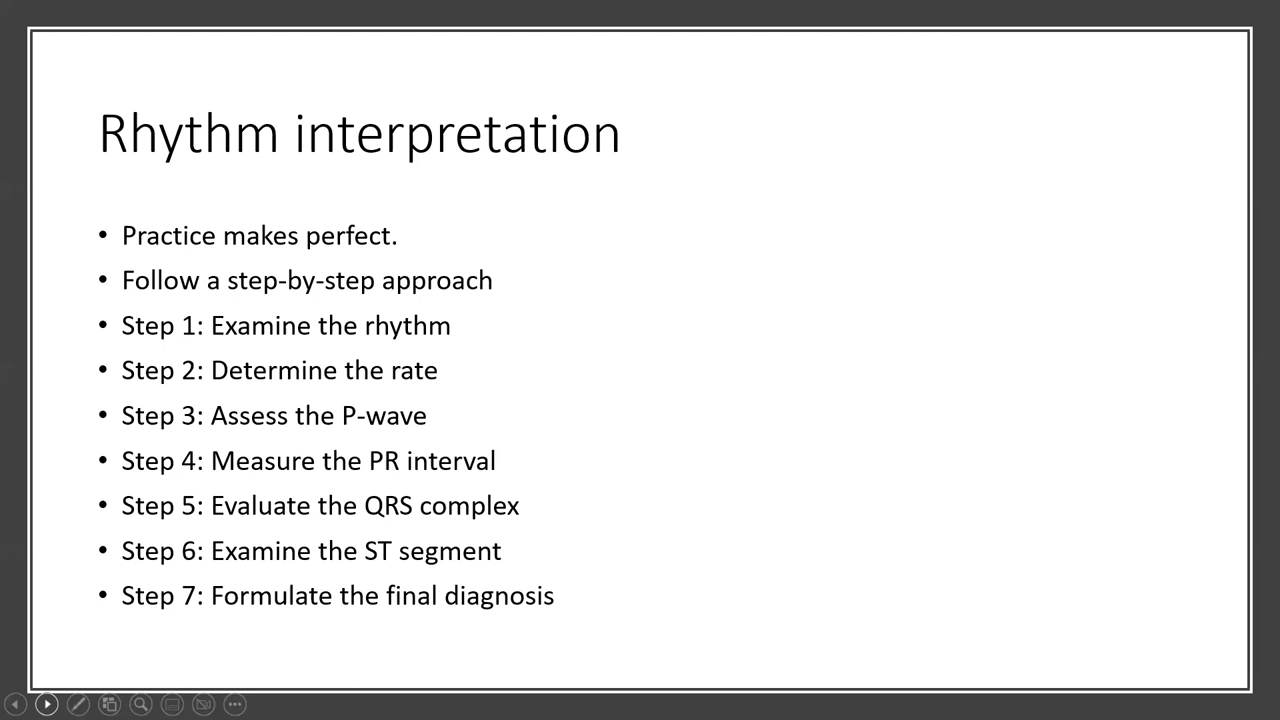 Rhythm interpretation
• Practice makes perfect.
• Follow a step-by-step approach
• Step 1: Examine the rhythm
• Step 2: Determine the rate
• Step 3: Assess the P-wave
• Step 4: Measure the PR interval
• Step 5: Evaluate the QRS complex
• Step 6: Examine the ST segment
• Step 7: Formulate the final diagnosis